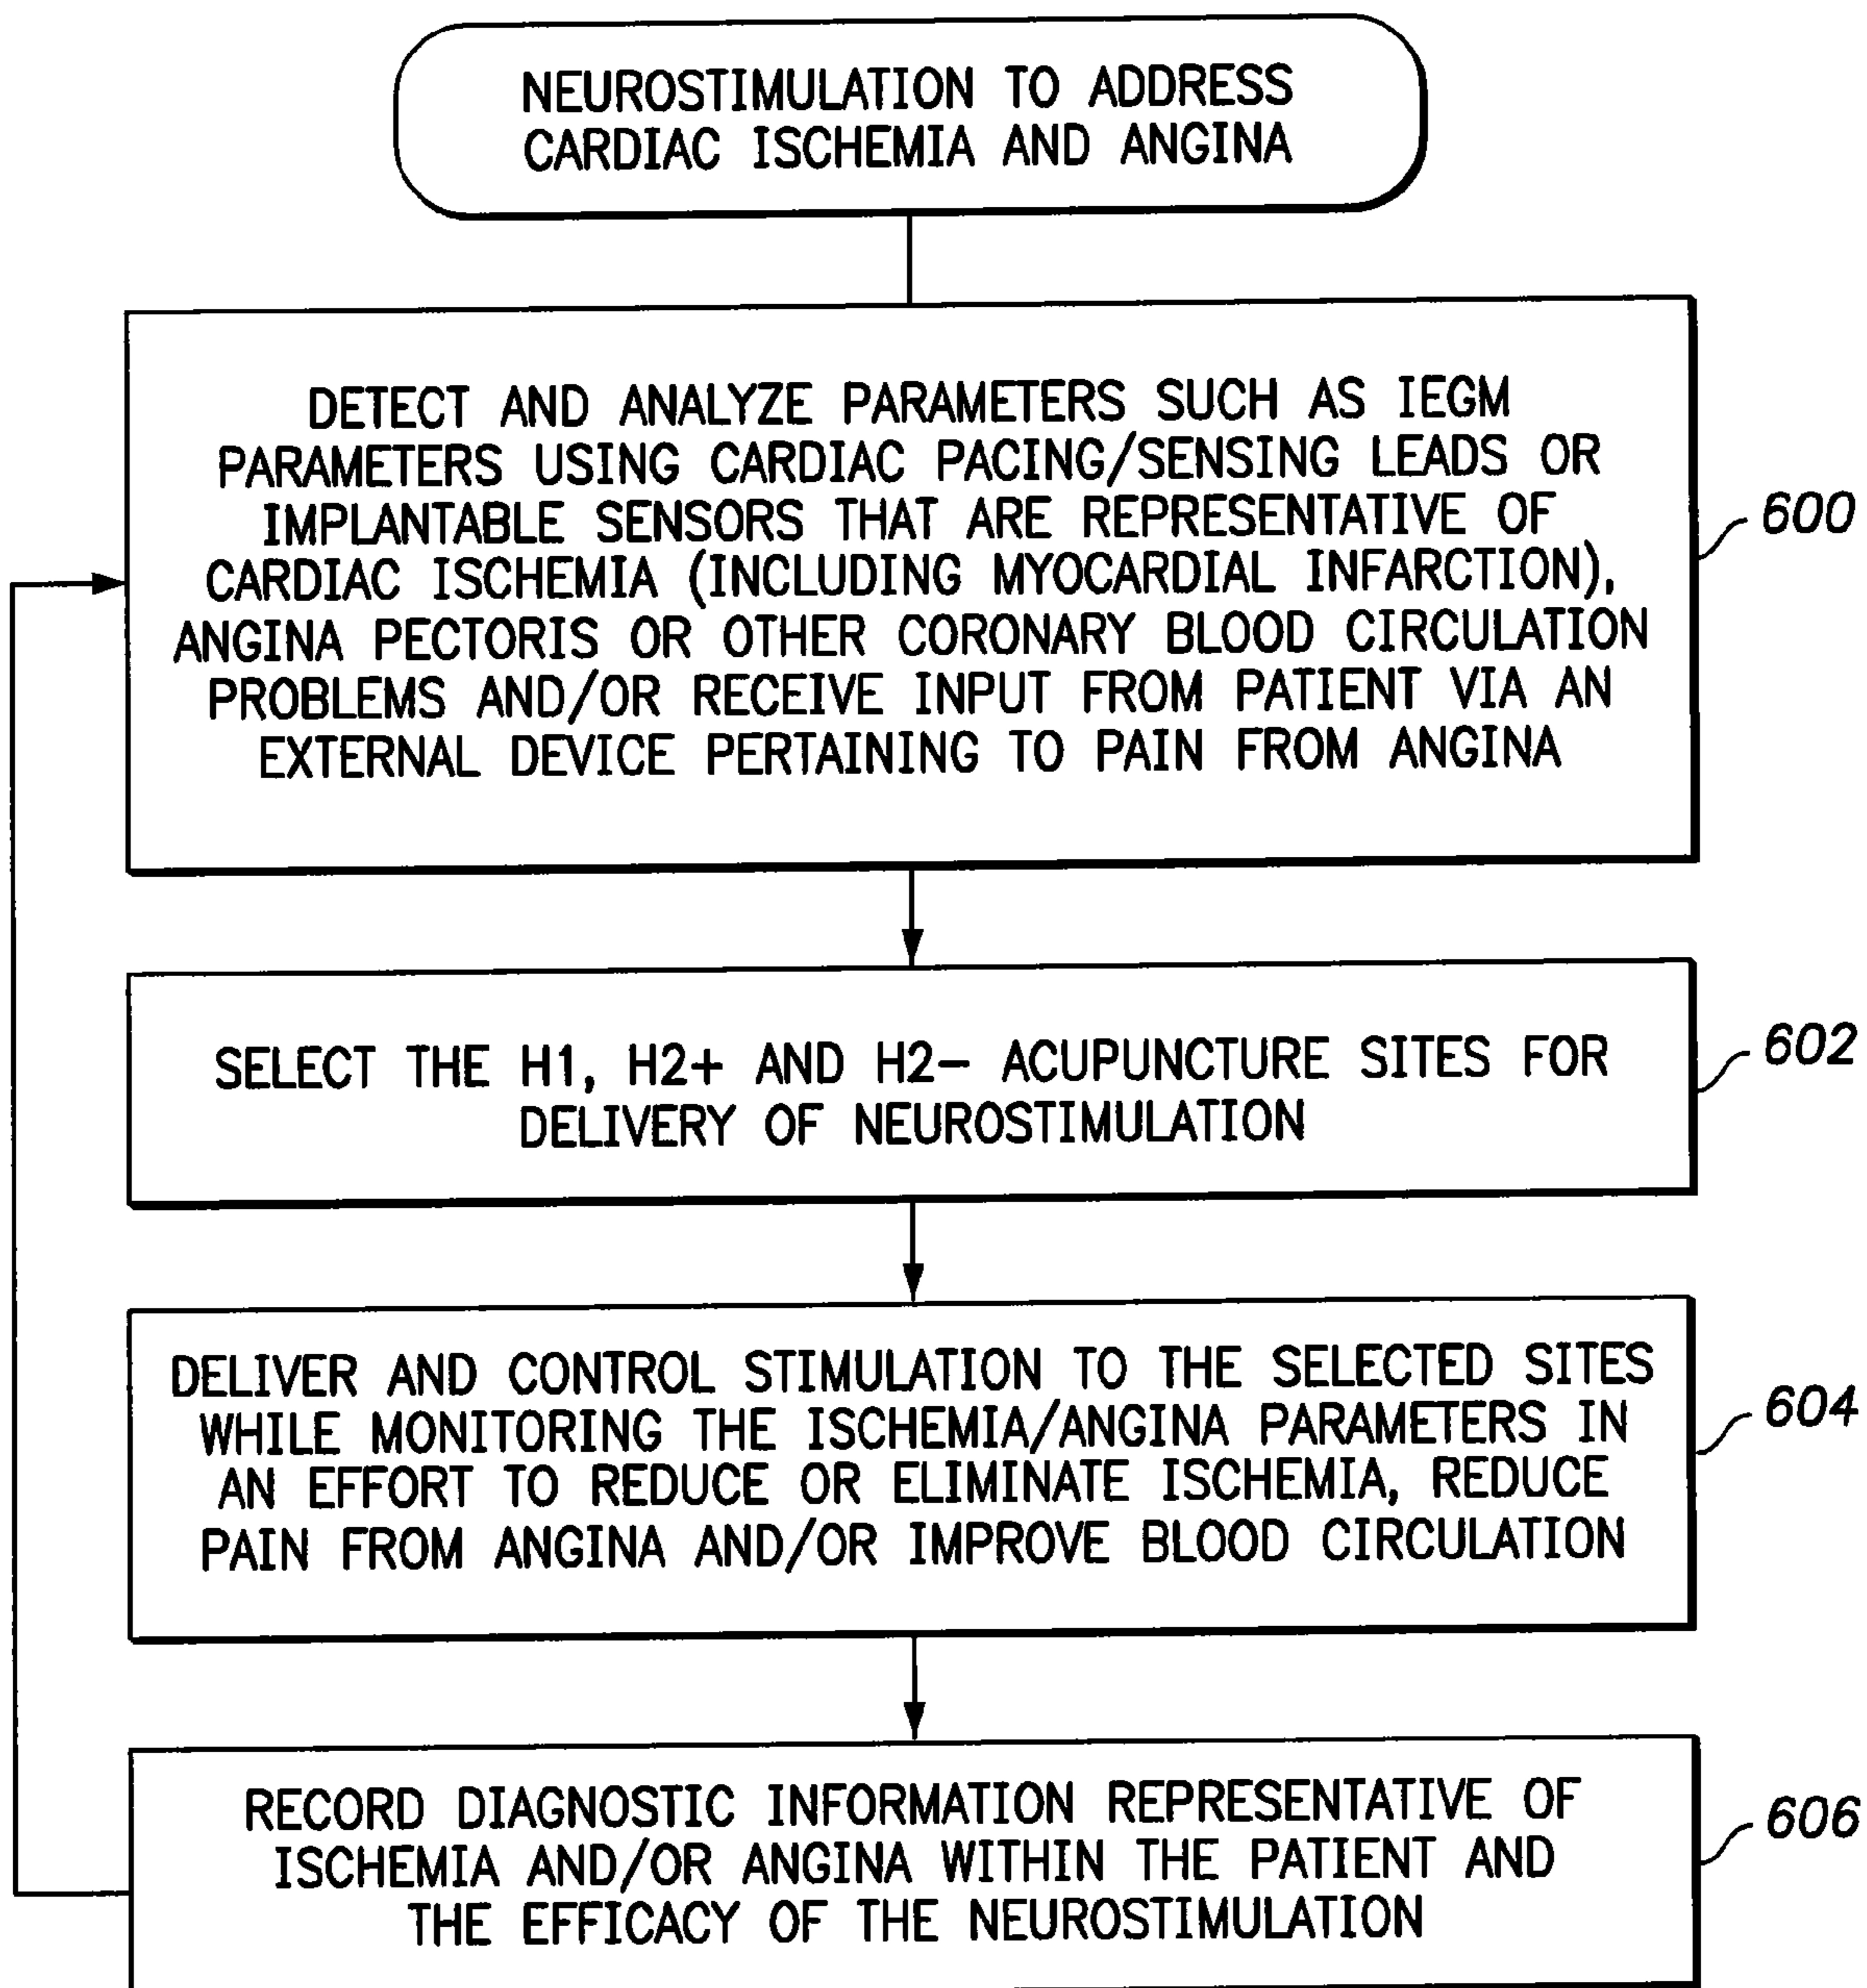 NEUROSTIMULATION TO ADDRESS
CARDIAC ISCHEMIA AND ANGINA
DETECT AND ANALYZE PARAMETERS SUCH AS IEGM
PARAMETERS USING CARDIAC PACING/SENSING LEADS OR
IMPLANTABLE SENSORS THAT ARE REPRESENTATIVE OF
CARDIAC ISCHEMIA (INCLUDING MYOCARDIAL INFARCTION),
ANGINA PECTORIS OR OTHER CORONARY BLOOD CIRCULATION
PROBLEMS AND/OR RECEIVE INPUT FROM PATIENT VIA AN
EXTERNAL DEVICE PERTAINING TO PAIN FROM ANGINA
600
SELECT THE H1, H2+ AND H2− ACUPUNCTURE SITES FOR
DELIVERY OF NEUROSTIMULATION
602
DELIVER AND CONTROL STIMULATION TO THE SELECTED SITES
WHILE MONITORING THE ISCHEMIA/ANGINA PARAMETERS IN
AN EFFORT TO REDUCE OR ELIMINATE ISCHEMIA, REDUCE
PAIN FROM ANGINA AND/OR IMPROVE BLOOD CIRCULATION
604
RECORD DIAGNOSTIC INFORMATION REPRESENTATIVE OF
ISCHEMIA AND/OR ANGINA WITHIN THE PATIENT AND
THE EFFICACY OF THE NEUROSTIMULATION
606